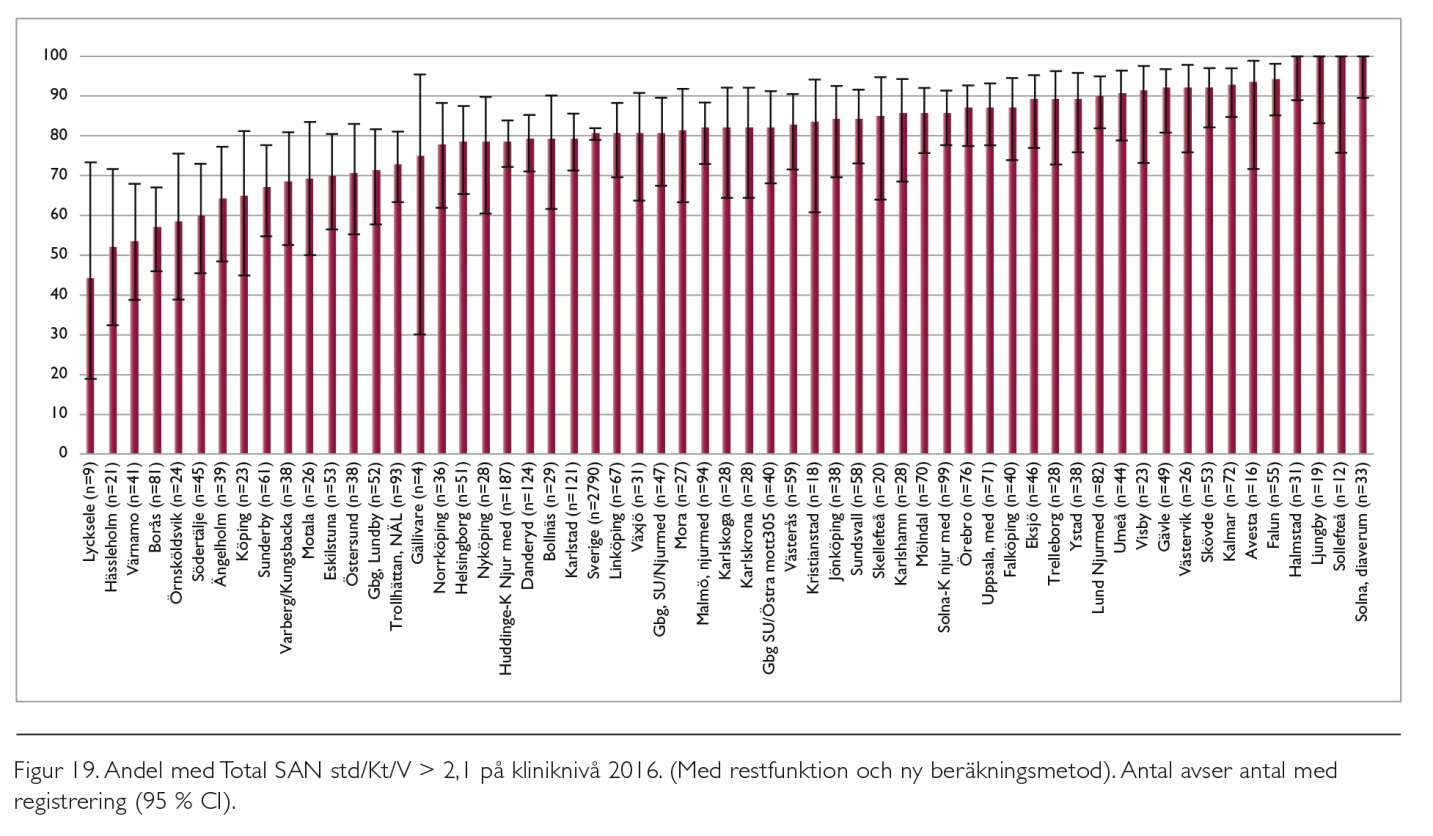 100
90
80
70
60
50
40
30
20
10
0
Lycksele (n=9)
Hässleholm (n=21)
Värnamo (n=41)
Borås (n=81)
Örnsköldsvik (n=24)
Södertälje (n=45)
Ängelholm (n=39)
Köping (n=23)
Sunderby (n=61)
Varberg/Kungsbacka (n=38)
Motala (n=26)
Eskilstuna (n=53)
Östersund (n=38)
Gbg, Lundby (n=52)
Trollhättan, NÄL (n=93)
Gällivare (n=4)
Norrköping (n=36)
Helsingborg (n=51)
Nyköping (n=28)
Huddinge-K Njur med (n=187)
Danderyd (n=124)
Bollnäs (n=29)
Karlstad (n=121)
Sverige (n=2790)
Linköping (n=67)
Växjö (n=31)
Gbg, SU/Njurmed (n=47)
Mora (n=27)
Malmö, njurmed (n=94)
Karlskoga (n=28)
Karlskrona (n=28)
Gbg SU/Östra mott305 (n=40)
Västerås (n=59)
Kristianstad (n=18)
Jönköping (n=38)
Sundsvall (n=58)
Skellefteå (n=20)
Karlshamn (n=28)
Mölndal (n=70)
Solna-K njur med (n=99)
Örebro (n=76)
Uppsala, med (n=71)
Falköping (n=40)
Eksjö (n=46)
Trelleborg (n=28)
Ystad (n=38)
Lund Njurmed (n=82)
Umeå (n=44)
Visby (n=23)
Gävle (n=49)
Västervik (n=26)
Skövde (n=53)
Kalmar (n=72)
Avesta (n=16)
Falun (n=55)
Halmstad (n=31)
Ljungby (n=19)
Sollefteå (n=12)
Solna, diaverum (n=33)
Figur 19. Andel med Total SAN std/Kt/V > 2,1 på kliniknivå 2016. (Med restfunktion och ny beräkningsmetod). Antal avser antal med
registrering (95 % CI).